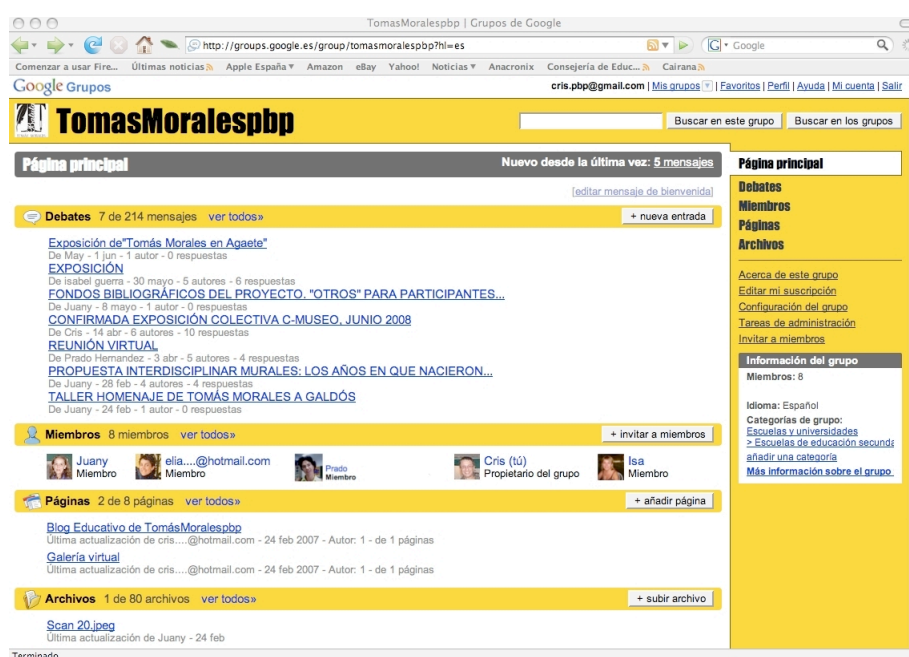 TomasMoralespbp | Grupos de Google
http://groups.google.es/group/tomasmoralespbp?hl=es
Google
Comenzar a usar Fire... Últimas noticias Apple España Amazon eBay Yahoo! Noticias Anacronix Consejería de Educ... Cairana
Google Grupos
cris.pbp@gmail.com | Mis grupos | Favoritos | Perfil | Ayuda | Mi cuenta | Salir
TomasMoralespbp
Buscar en este grupo Buscar en los grupos
Página principal
Nuevo desde la última vez: 5 mensajes
[editar mensaje de bienvenida]
Debates 7 de 214 mensajes ver todos»
+ nueva entrada
Exposición de"Tomás Morales en Agaete"
De May - 1 jun - 1 autor - 0 respuestas
EXPOSICIÓN
De isabel guerra - 30 mayo - 5 autores - 6 respuestas
FONDOS BIBLIOGRÁFICOS DEL PROYECTO. "OTROS" PARA PARTICIPANTES...
De Juany - 8 mayo - 1 autor - 0 respuestas
CONFIRMADA EXPOSICIÓN COLECTIVA C-MUSEO, JUNIO 2008
De Cris - 14 abr - 6 autores - 10 respuestas
REUNIÓN VIRTUAL
De Prado Hernandez - 3 abr - 5 autores - 4 respuestas
PROPUESTA INTERDISCIPLINAR MURALES: LOS AÑOS EN QUE NACIERON...
De Juany - 28 feb - 4 autores - 4 respuestas
TALLER HOMENAJE DE TOMÁS MORALES A GALDÓS
De Juany - 24 feb - 1 autor - 0 respuestas
Miembros 8 miembros ver todos»
+ invitar a miembros
Juany
Miembro
elia....@hotmail.com
Miembro
Prado
Miembro
Cris (tú)
Propietario del grupo
Isa
Miembro
Páginas 2 de 8 páginas ver todos»
+ añadir página
Blog Educativo de TomásMoralespbp
Última actualización de cris....@hotmail.com - 24 feb 2007 - Autor: 1 - de 1 páginas
Galería virtual
Última actualización de cris....@hotmail.com - 24 feb 2007 - Autor: 1 - de 1 páginas
Archivos 1 de 80 archivos ver todos»
+ subir archivo
Scan 20.jpeg
Última actualización de Juany - 24 feb
Página principal
Debates
Miembros
Páginas
Archivos
Acerca de este grupo
Editar mi suscripción
Configuración del grupo
Tareas de administración
Invitar a miembros
Información del grupo
Miembros: 8
Idioma: Español
Categorías de grupo:
Escuelas y universidades
> Escuelas de educación secunda
añadir una categoría
Más información sobre el grupo
Terminado